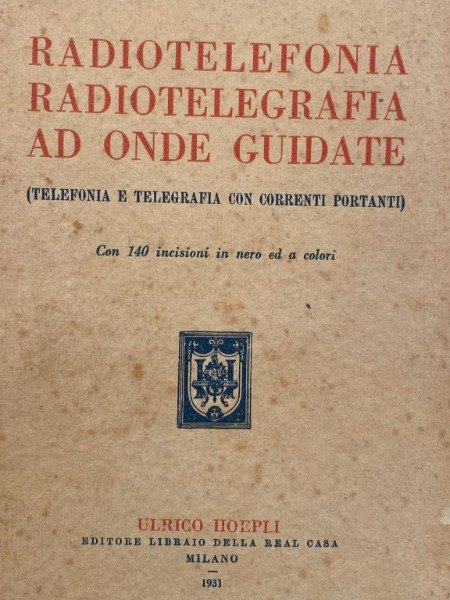 RADIOTELEFONIA
RADIOTELEGRAFIA
AD ONDE GUIDATE
(TELEFONIA E TELEGRAFIA CON CORRENTI PORTANTI)
Con 140 incisioni in nero ed a colori
ULRICO HOEPLI
EDITORE LIBRAIO DELLA REAL CASA
MILANO
1931